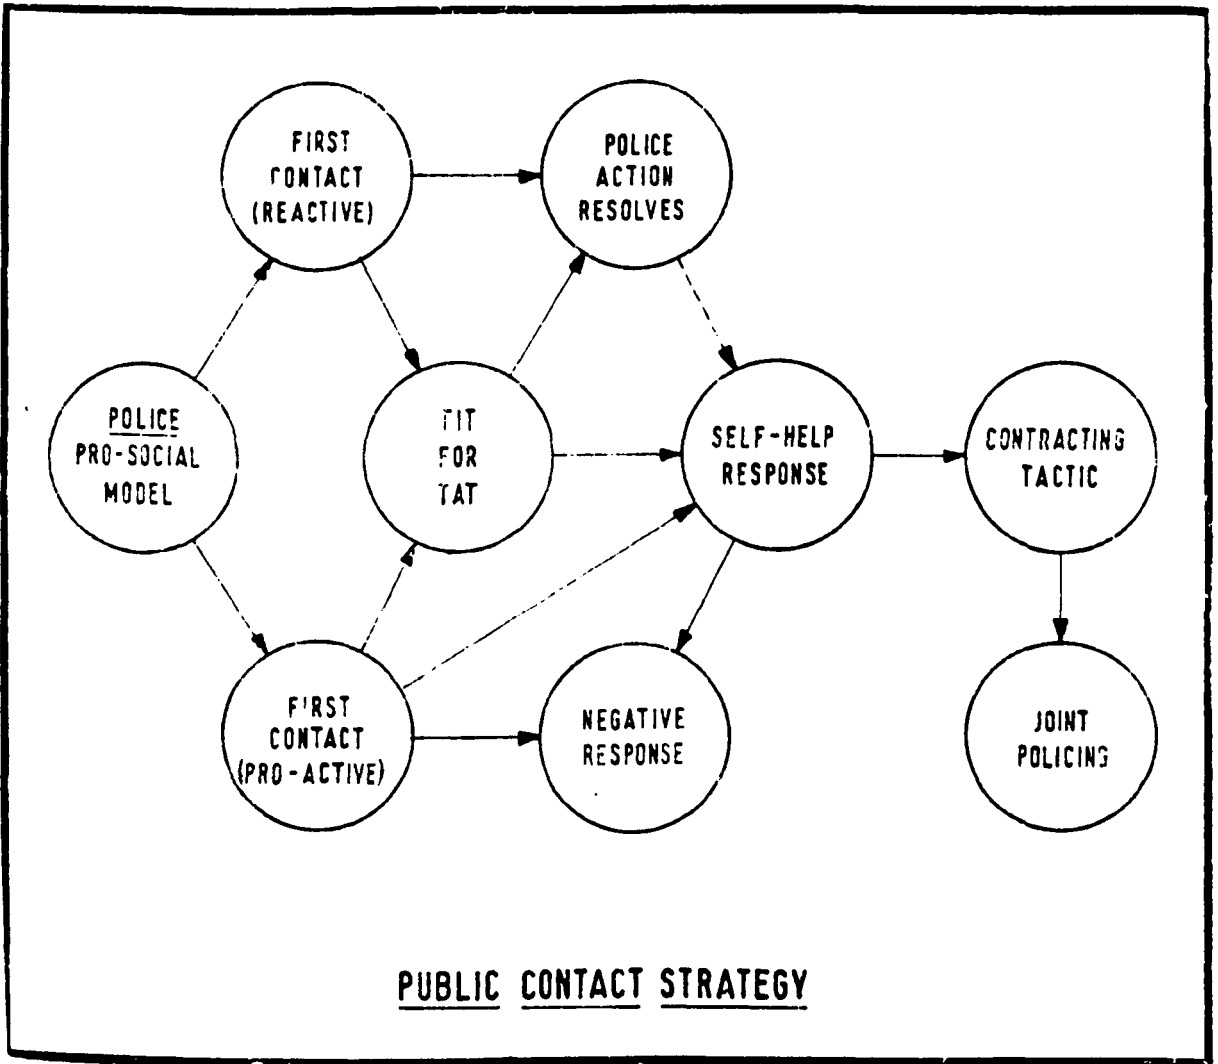 FIRST
CONTACT
(REACTIVE)
POLICE
ACTION
RESOLVES
POLICE
PRO-SOCIAL
MODEL
TIT
FOR
TAT
SELF-HELP
RESPONSE
CONTRACTING
TACTIC
FIRST
CONTACT
(PRO-ACTIVE)
NEGATIVE
RESPONSE
JOINT
POLICING
PUBLIC CONTACT STRATEGY